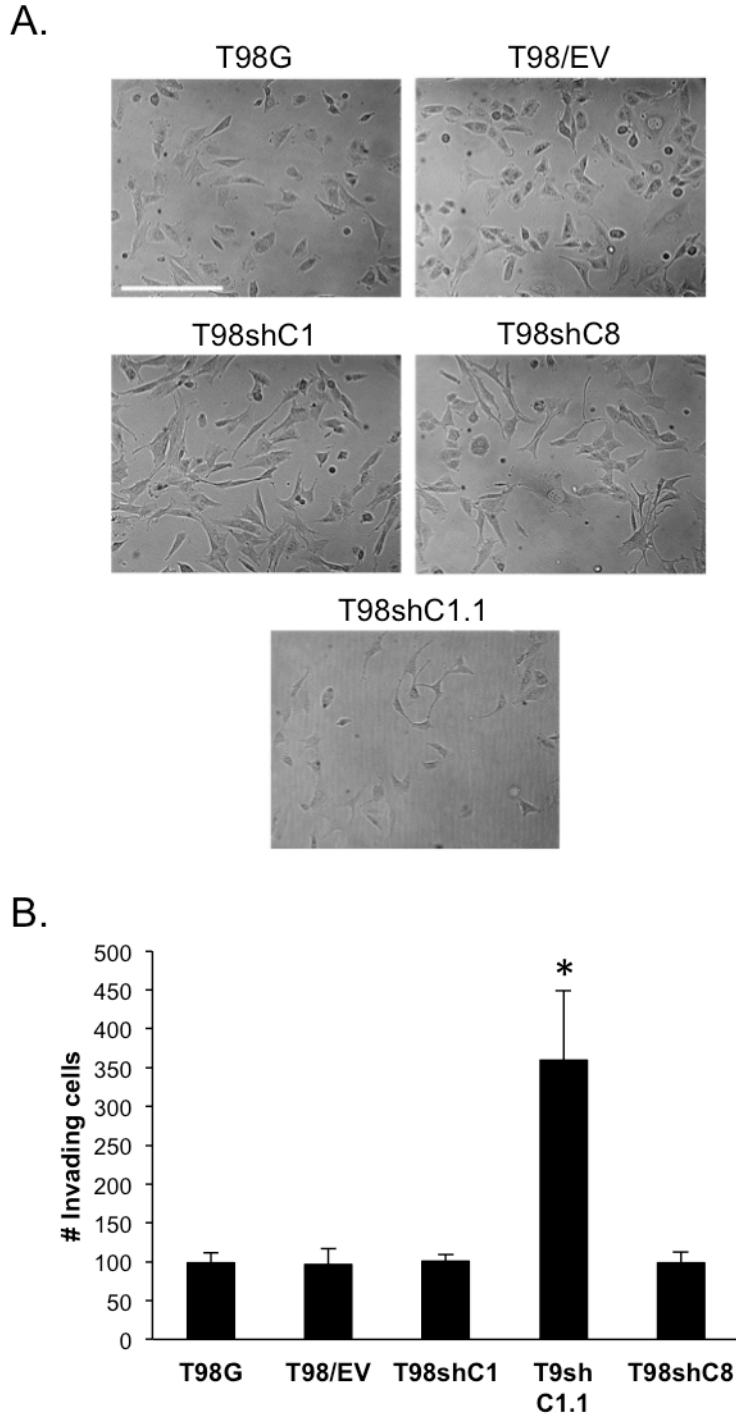 A.
T98G
T98/EV
T98shC1
T98shC8
T98shC1.1
B.
# Invading cells
500
450
400
350
300
250
200
150
100
50
0
*
T98G
T98/EV
T98shC1
T9sh
C1.1
T98shC8